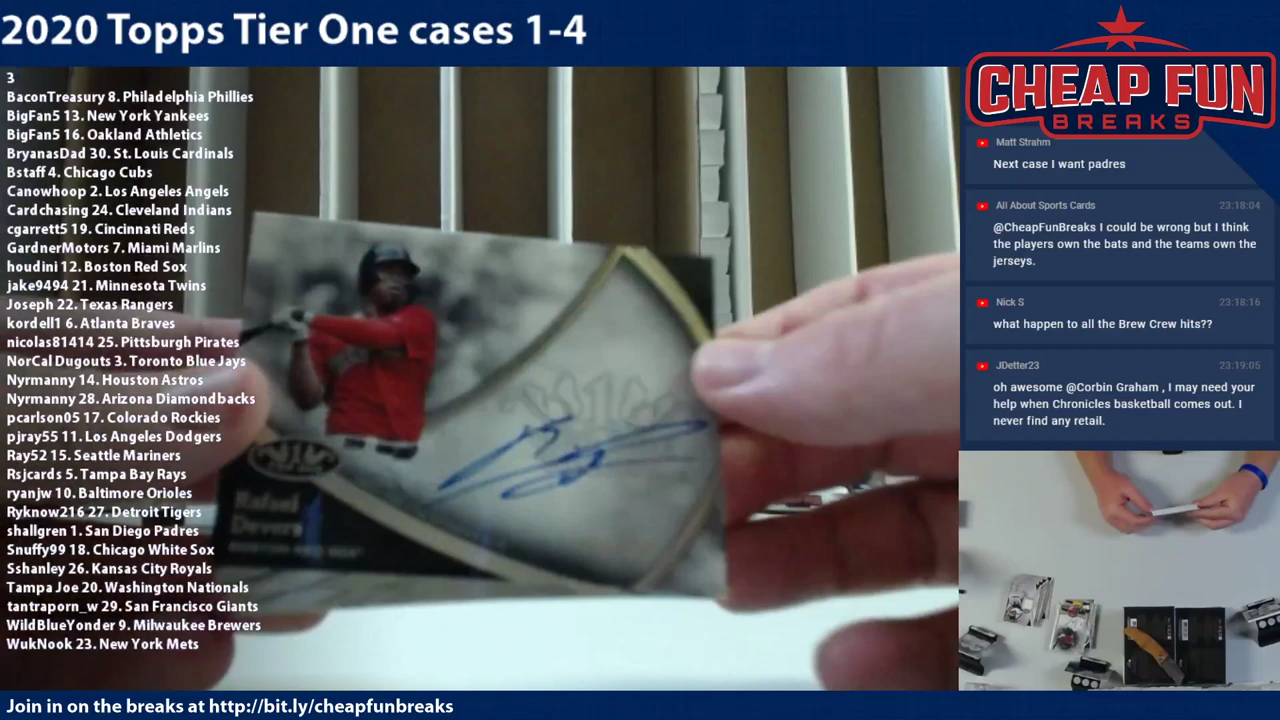 2020 Topps Tier One cases 1-4
3
BaconTreasury 8. Philadelphia Phillies
BigFan5 13. New York Yankees
BigFan5 16. Oakland Athletics
BryanasDad 30. St. Louis Cardinals
Bstaff 4. Chicago Cubs
Canowhoop 2. Los Angeles Angels
Cardchasing 24. Cleveland Indians
cgarrett5 19. Cincinnati Reds
GardnerMotors 7. Miami Marlins
houdini 12. Boston Red Sox
jake9494 21. Minnesota Twins
Joseph 22. Texas Rangers
kordell1 6. Atlanta Braves
nicolas81414 25. Pittsburgh Pirates
NorCal Dugouts 3. Toronto Blue Jays
Nyrmanny 14. Houston Astros
Nyrmanny 28. Arizona Diamondbacks
pcarlson05 17. Colorado Rockies
pjray55 11. Los Angeles Dodgers
Ray52 15. Seattle Mariners
Rsjcards 5. Tampa Bay Rays
ryanjw 10. Baltimore Orioles
Ryknow216 27. Detroit Tigers
shallgren 1. San Diego Padres
Snuffy99 18. Chicago White Sox
Sshanley 26. Kansas City Royals
Tampa Joe 20. Washington Nationals
tantraporn_w 29. San Francisco Giants
WildBlueYonder 9. Milwaukee Brewers
WukNook 23. New York Mets
Rafael
Devers
BOSTON RED SOX
CHEAP FUN
BREAKS
Matt Strahm
Next case I want padres
All About Sports Cards 23:18:04
@CheapFunBreaks I could be wrong but I think
the players own the bats and the teams own the
jerseys.
Nick S 23:18:16
what happen to all the Brew Crew hits??
JDetter23 23:19:05
oh awesome @Corbin Graham , I may need your
help when Chronicles basketball comes out. I
never find any retail.
Join in on the breaks at http://bit.ly/cheapfunbreaks